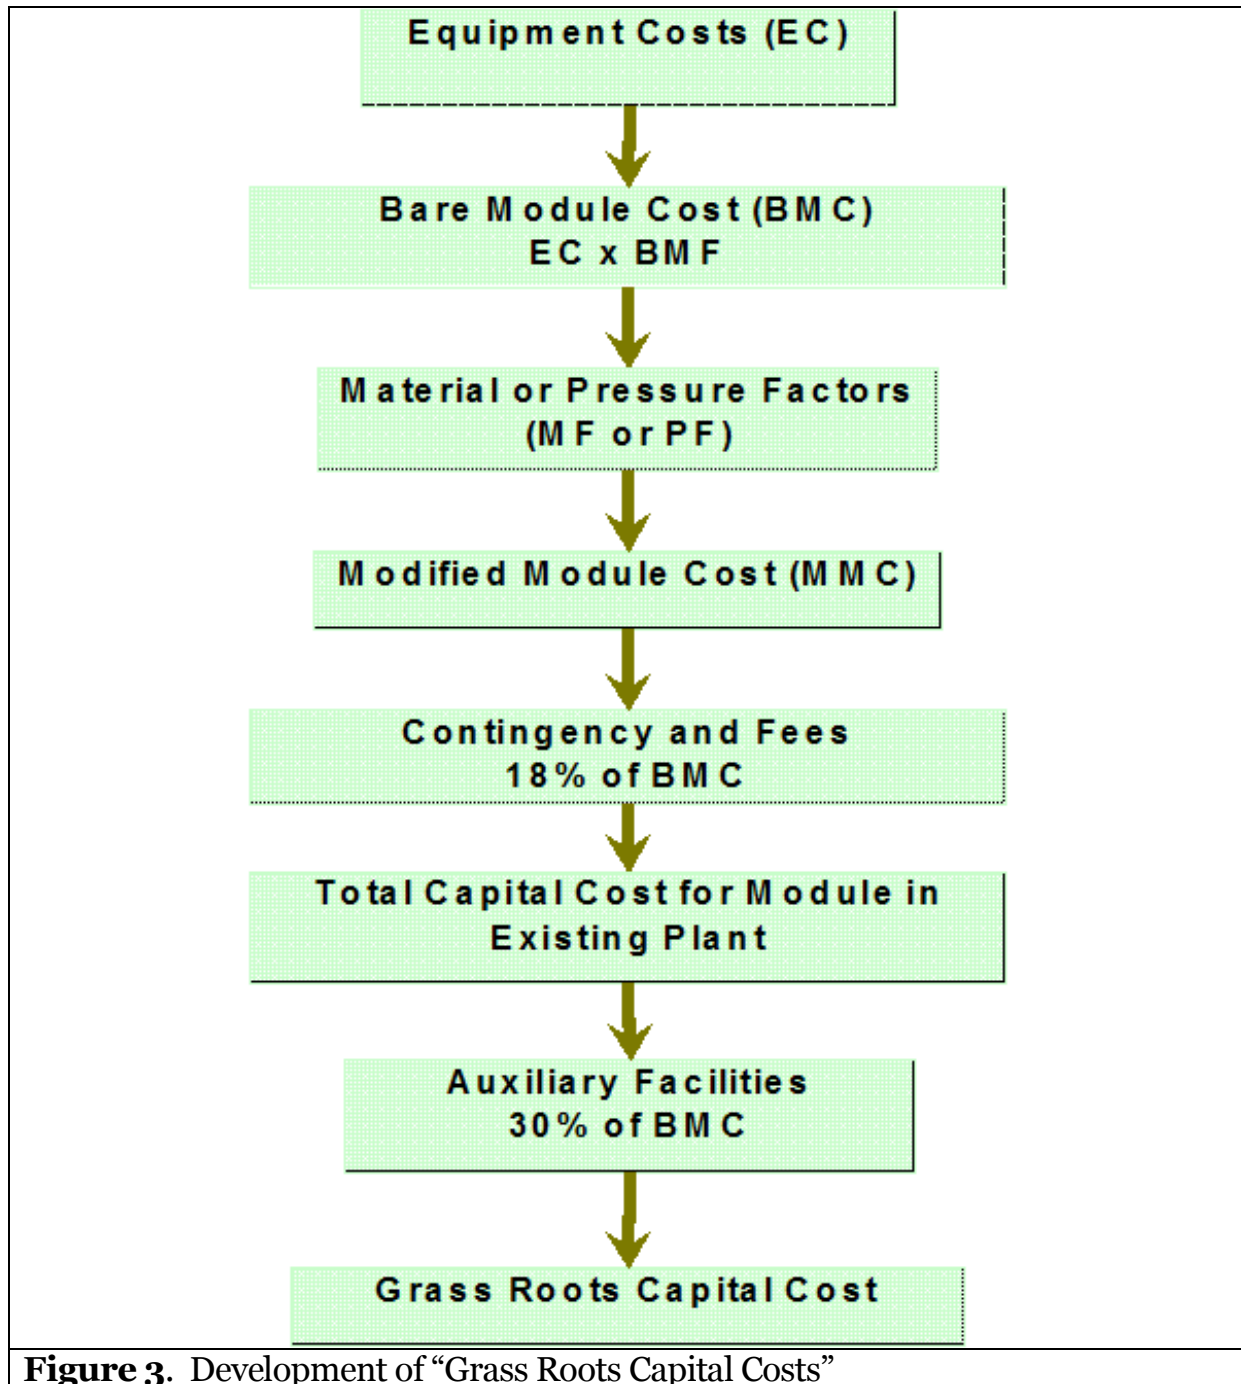 Equipment Costs (EC)
Bare Module Cost (BMC)
EC x BMF
Material or Pressure Factors
(MF or PF)
Modified Module Cost (MMC)
Contingency and Fees
18% of BMC
Total Capital Cost for Module in
Existing Plant
Auxiliary Facilities
30% of BMC
Grass Roots Capital Cost
Figure 3. Development of “Grass Roots Capital Costs”